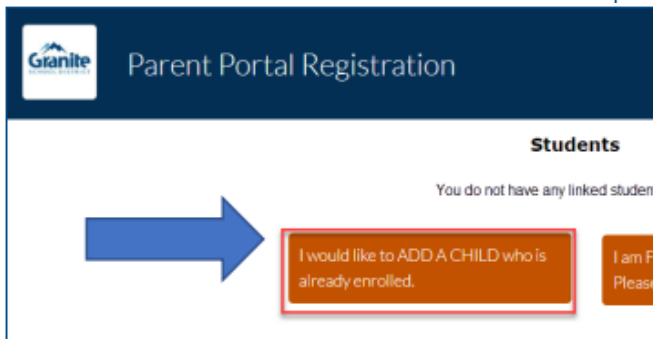 Granite
SCHOOL DISTRICT
Parent Portal Registration
Students
You do not have any linked studen
I would like to ADD A CHILD who is
already enrolled.
I am F
Please